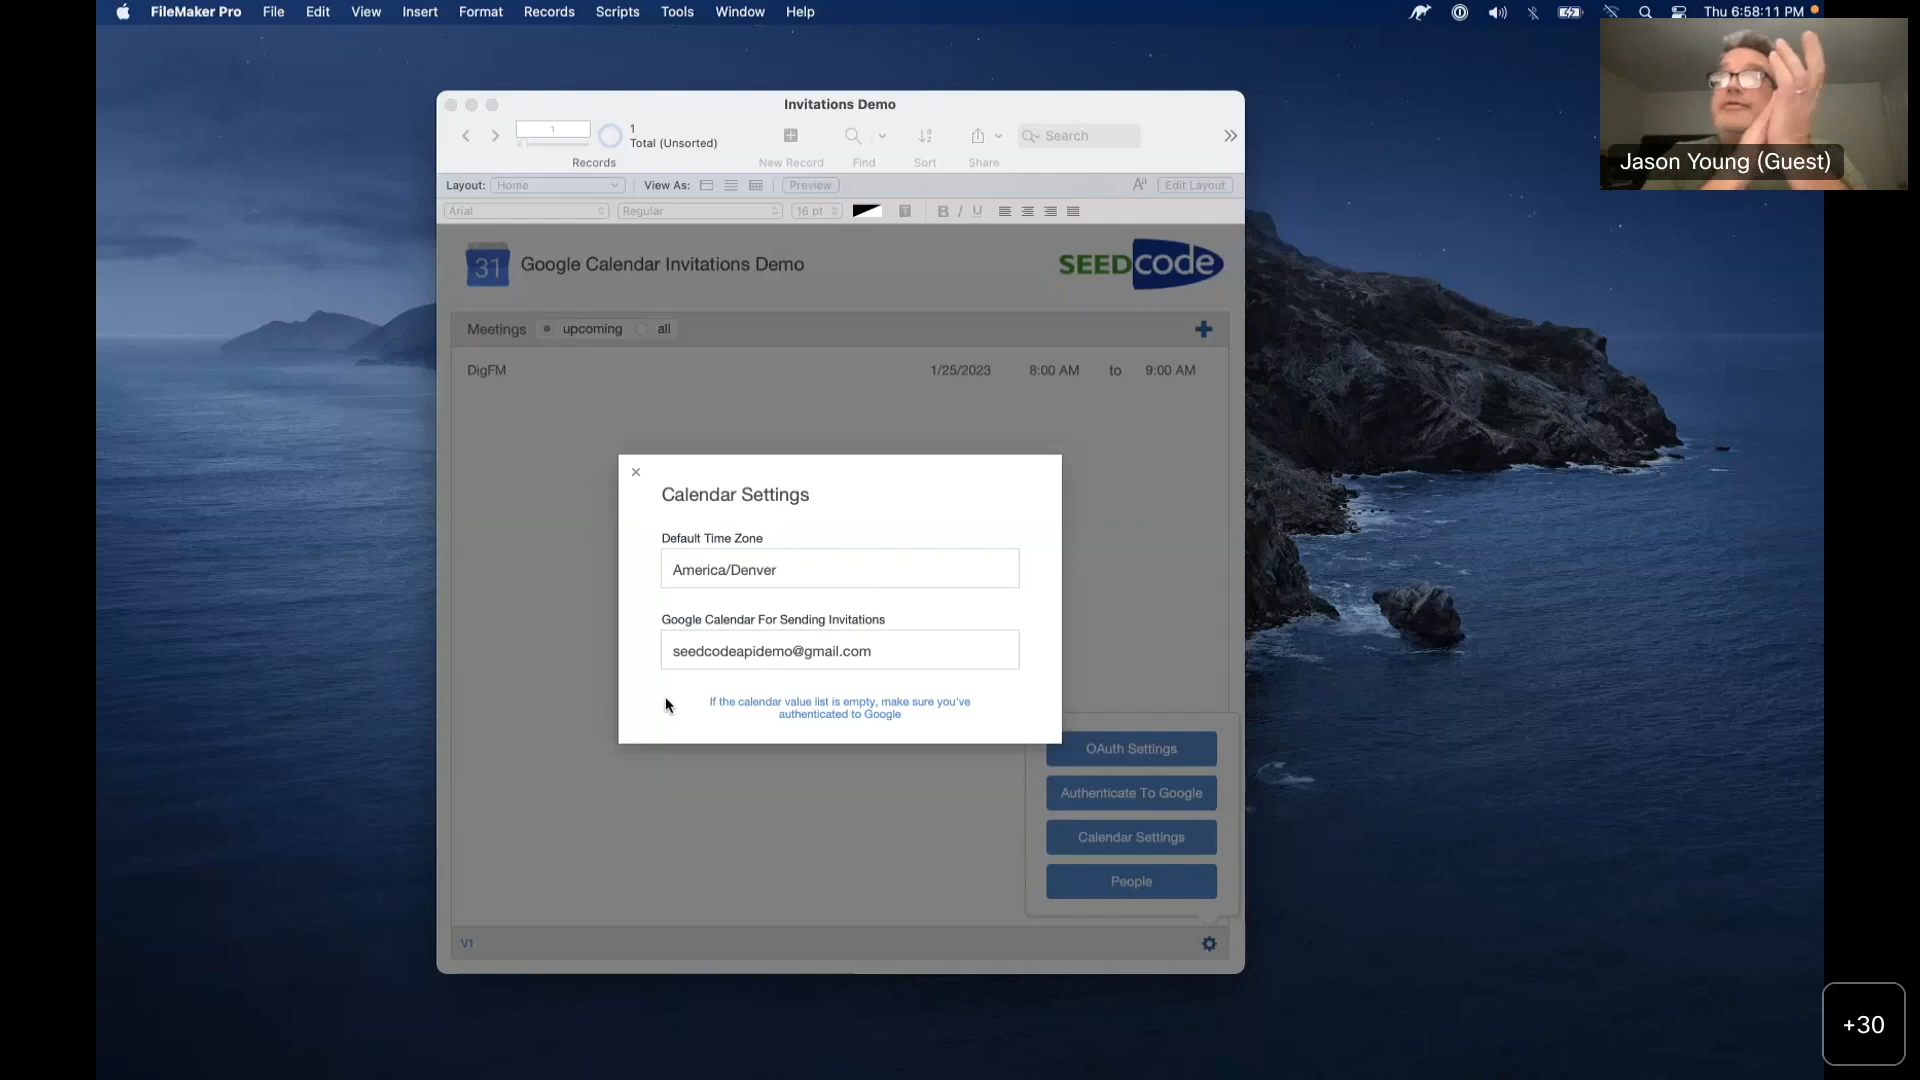 FileMaker Pro File Edit View Insert Format Records Scripts Tools Window Help Thu 6:58:11 PM
Jason Young (Guest)
Invitations Demo
1
1
Total (Unsorted)
Search
Records New Record Find Sort Share
Layout: Home View As: Preview Aa Edit Layout
Arial Regular 16 pt T B I U
31 Google Calendar Invitations Demo SEEDCode
Meetings upcoming all
DigFM 1/25/2023 8:00 AM to 9:00 AM
Calendar Settings
Default Time Zone
America/Denver
Google Calendar For Sending Invitations
seedcodeapidemo@gmail.com
If the calendar value list is empty, make sure you've
authenticated to Google
OAuth Settings
Authenticate To Google
Calendar Settings
People
V1
+30